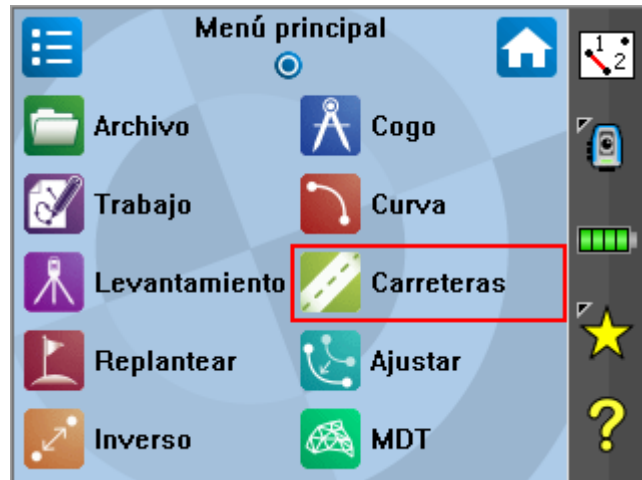 Menú principal
Archivo
Cogo
Trabajo
Curva
Levantamiento
Carreteras
Replantear
Ajustar
Inverso
MDT
1
2
?